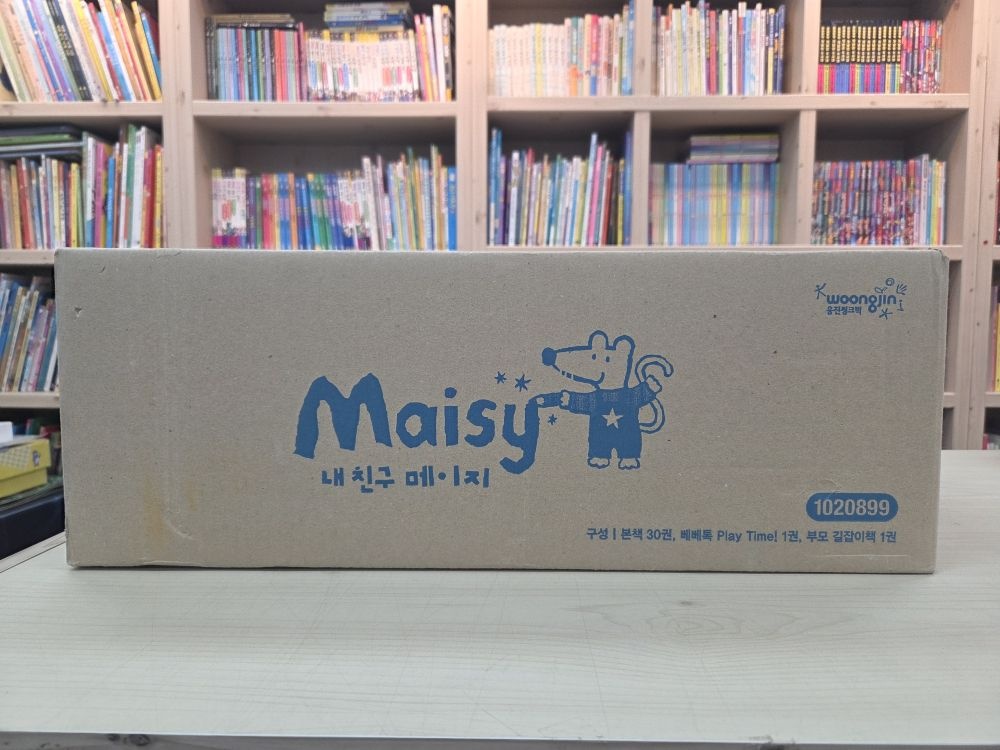 woongjin
웅진씽크빅
Maisy
내 친구 메이지
1020899
구성 | 본책 30권, 베베톡 Play Time! 1권, 부모 길잡이책 1권